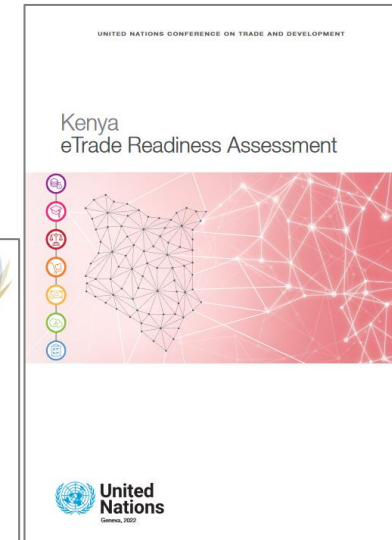 UNITED NATIONS CONFERENCE ON TRADE AND DEVELOPMENT
Kenya
eTrade Readiness Assessment
United
Nations
Geneva, 2022